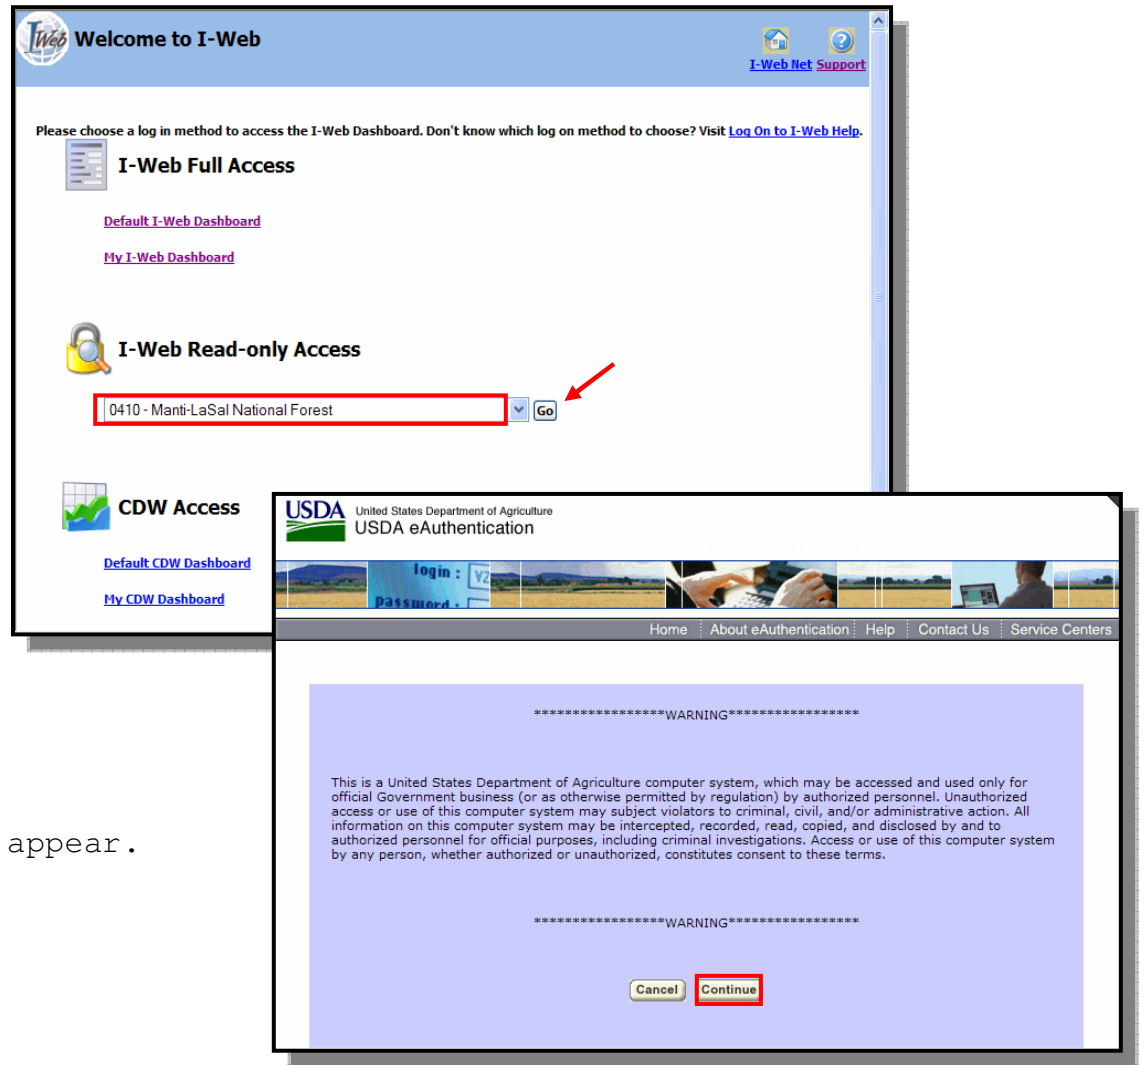 IWeb
Welcome to I-Web
I-Web Net Support
Please choose a log in method to access the I-Web Dashboard. Don't know which log on method to choose? Visit Log On to I-Web Help.
I-Web Full Access
Default I-Web Dashboard
My I-Web Dashboard
I-Web Read-only Access
0410 - Manti-LaSal National Forest
Go
CDW Access
Default CDW Dashboard
My CDW Dashboard
USDA
United States Department of Agriculture
USDA eAuthentication
login :
password :
Home About eAuthentication Help Contact Us Service Centers
*****************WARNING*****************
This is a United States Department of Agriculture computer system, which may be accessed and used only for
official Government business (or as otherwise permitted by regulation) by authorized personnel. Unauthorized
access or use of this computer system may subject violators to criminal, civil, and/or administrative action. All
information on this computer system may be intercepted, recorded, read, copied, and disclosed by and to
authorized personnel for official purposes, including criminal investigations. Access or use of this computer system
by any person, whether authorized or unauthorized, constitutes consent to these terms.
*****************WARNING*****************
Cancel Continue
appear.